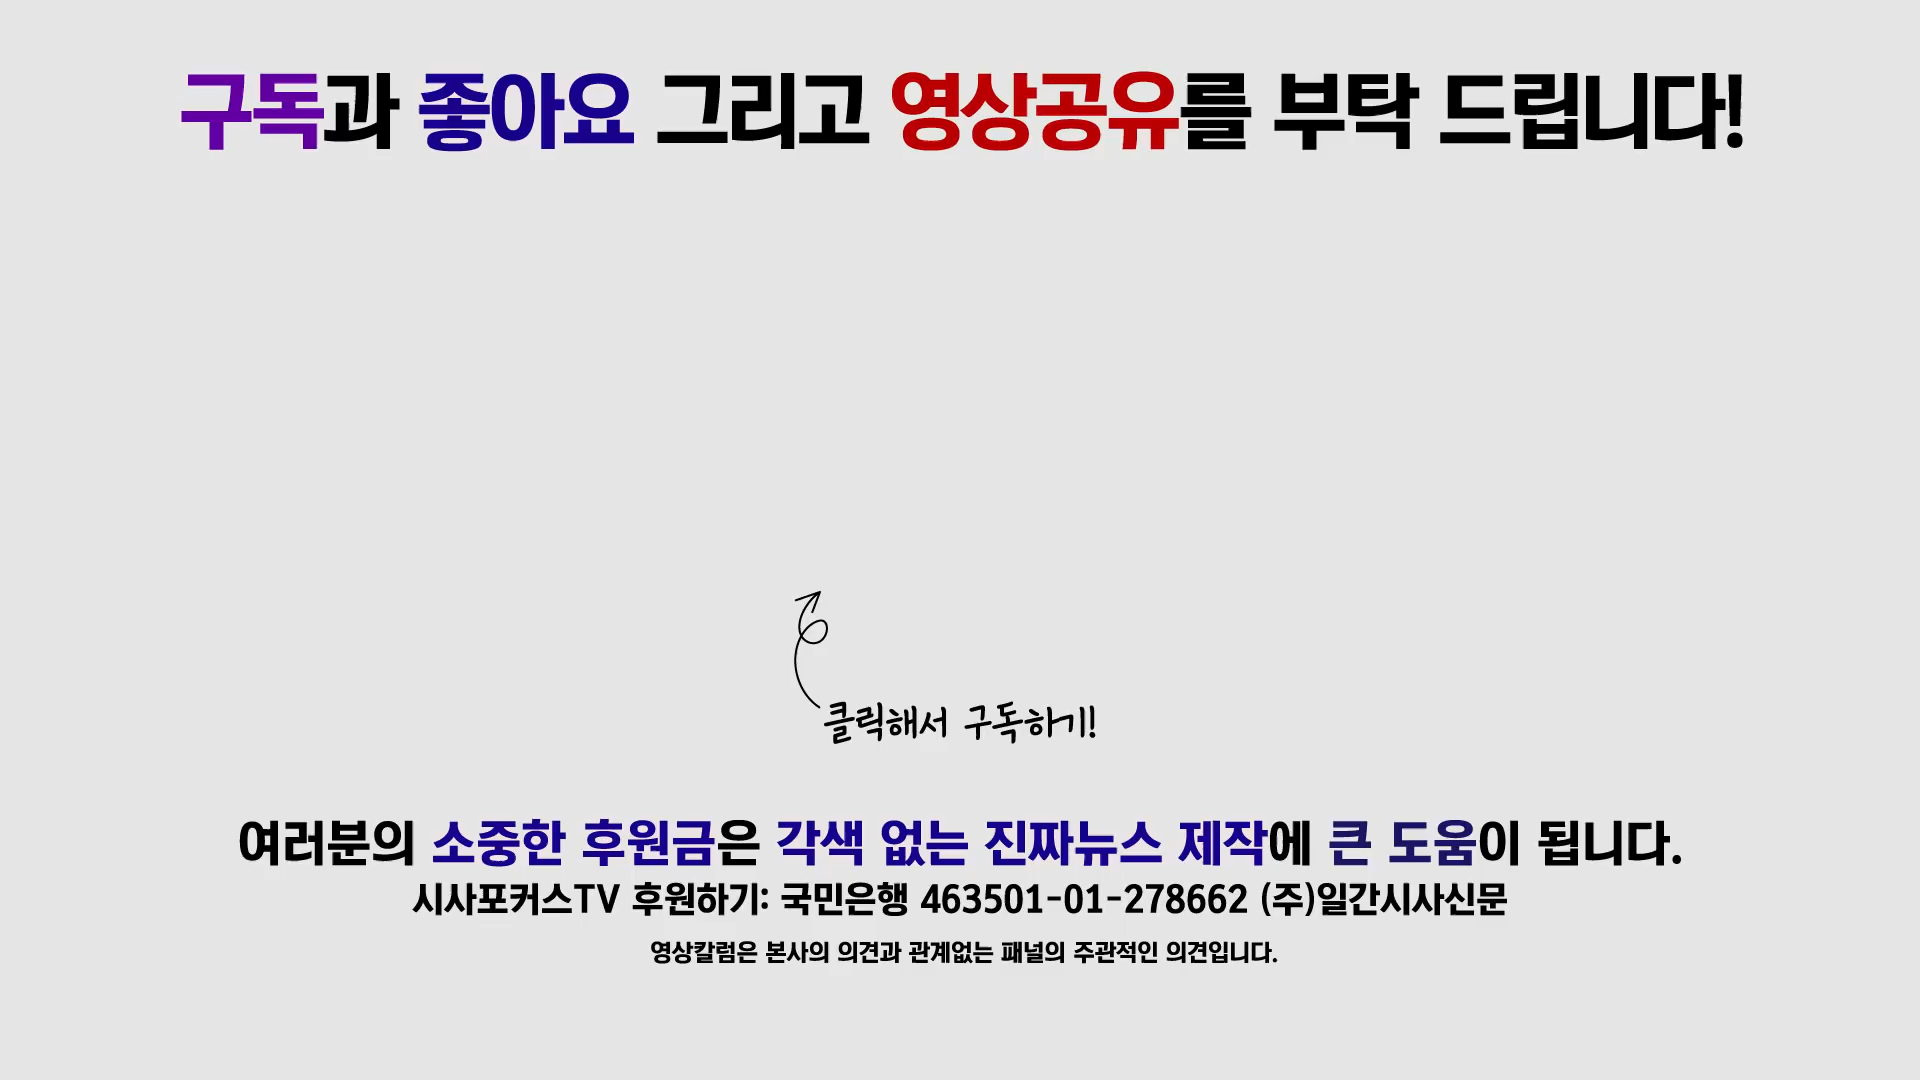 구독과 좋아요 그리고 영상공유를 부탁 드립니다!
클릭해서 구독하기!
여러분의 소중한 후원금은 각색 없는 진짜뉴스 제작에 큰 도움이 됩니다.
시사포커스TV 후원하기: 국민은행 463501-01-278662 (주)일간시사신문
영상칼럼은 본사의 의견과 관계없는 패널의 주관적인 의견입니다.